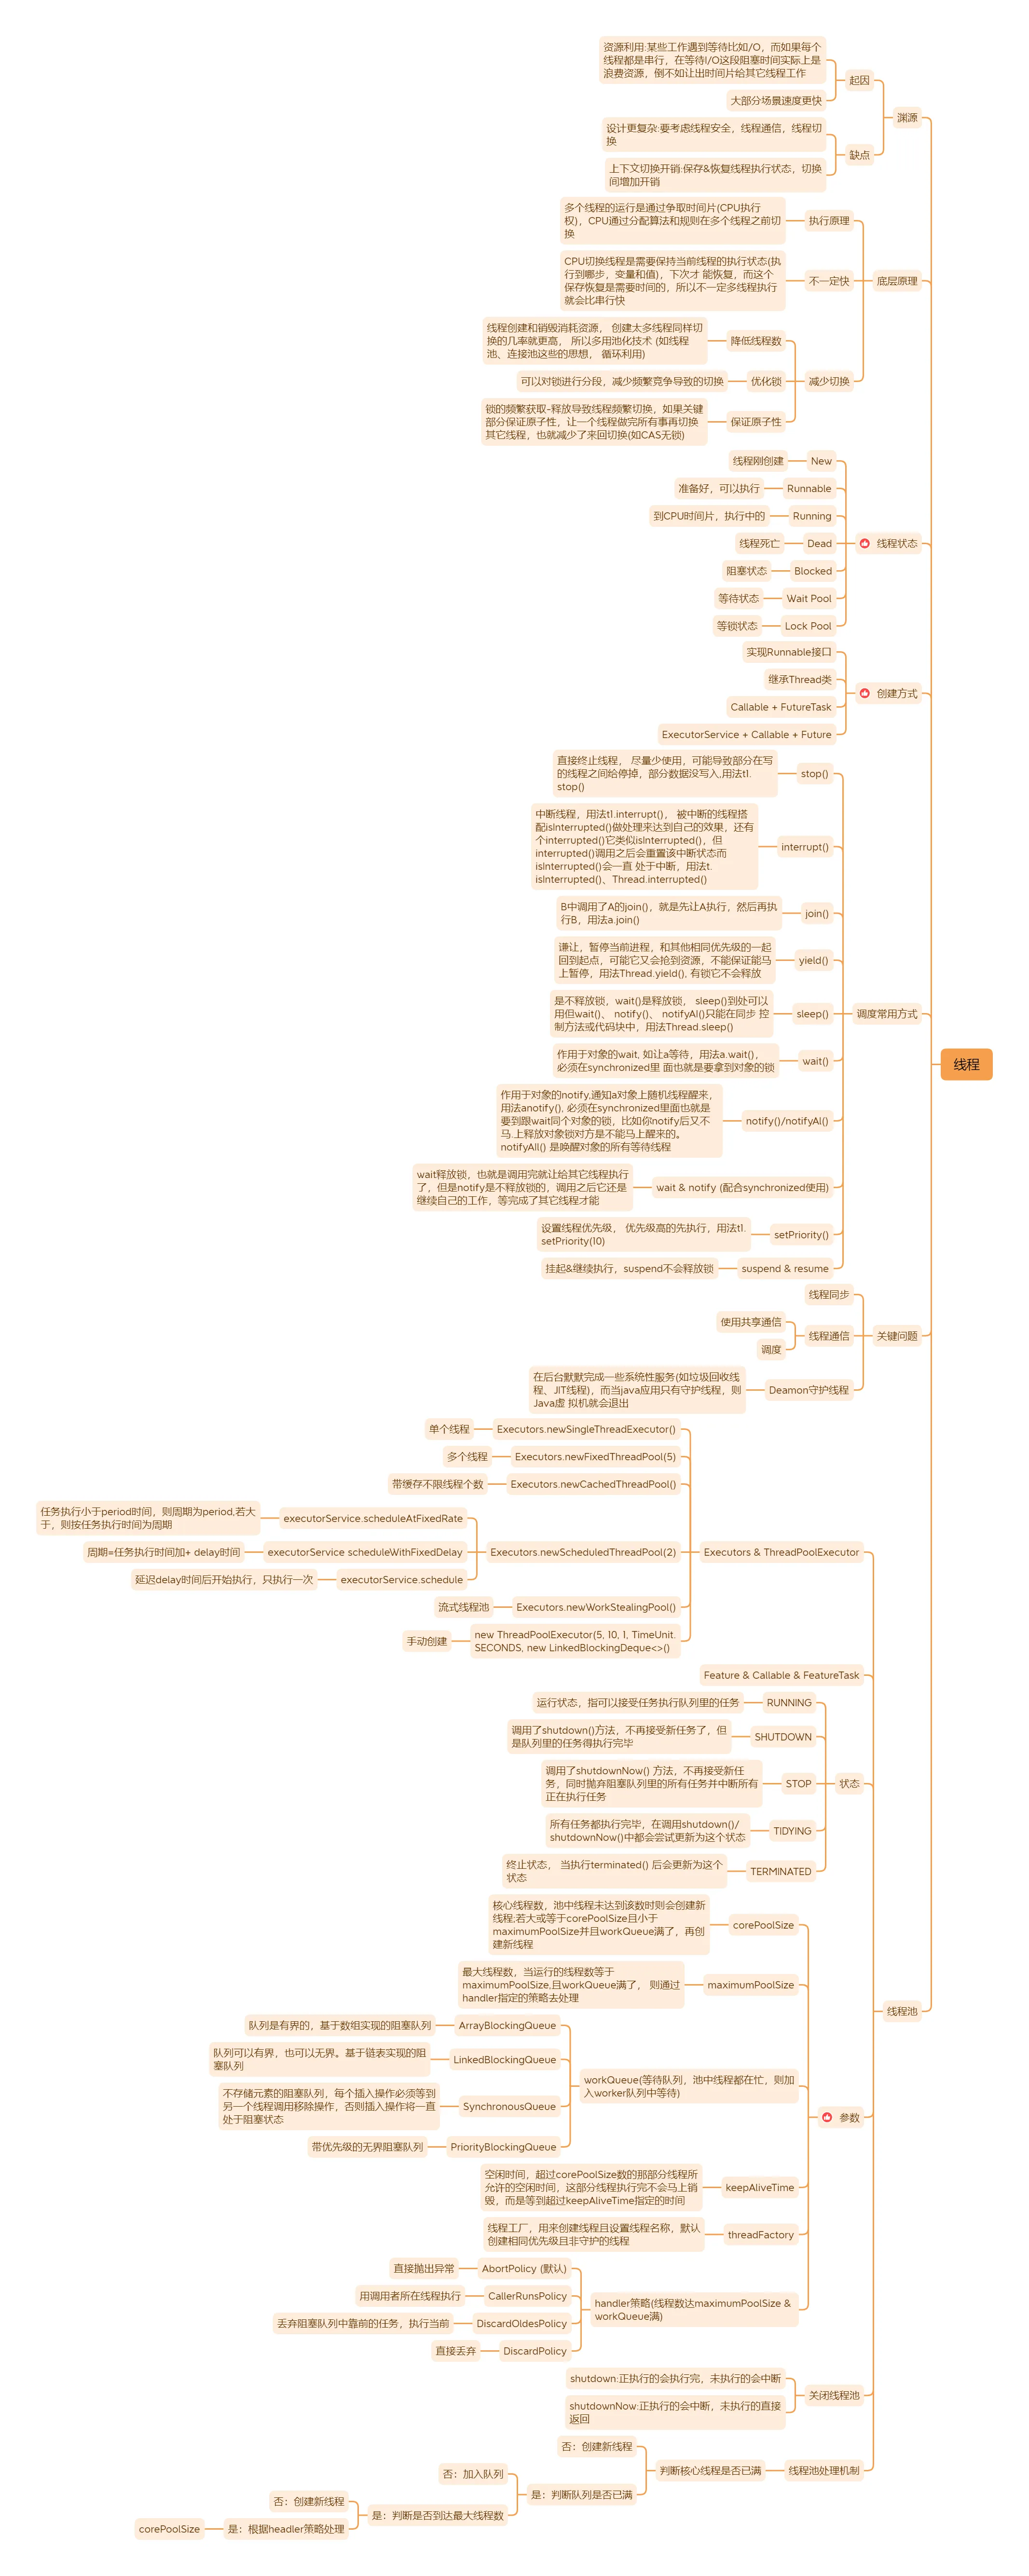 资源利用:某些工作遇到等待比如/O，而如果每个
线程都是串行，在等待I/O这段阻塞时间实际上是
浪费资源，倒不如让出时间片给其它线程工作
起因
大部分场景速度更快
渊源
设计更复杂:要考虑线程安全，线程通信，线程切
换
缺点
上下文切换开销:保存&恢复线程执行状态，切换
间增加开销
多个线程的运行是通过争取时间片(CPU执行
权)，CPU通过分配算法和规则在多个线程之前切
换
执行原理
CPU切换线程是需要保持当前线程的执行状态(执
行到哪步，变量和值)，下次才 能恢复，而这个
保存恢复是需要时间的，所以不一定多线程执行
就会比串行快
不一定快
底层原理
线程创建和销毁消耗资源， 创建太多线程同样切
换的几率就更高， 所以多用池化技术 (如线程
池、连接池这些的思想， 循环利用)
降低线程数
可以对锁进行分段，减少频繁竞争导致的切换
优化锁
减少切换
锁的频繁获取-释放导致线程频繁切换，如果关键
部分保证原子性，让一个线程做完所有事再切换
其它线程，也就减少了来回切换(如CAS无锁)
保证原子性
线程刚创建
New
准备好，可以执行
Runnable
到CPU时间片，执行中的
Running
线程死亡
Dead
线程状态
阻塞状态
Blocked
等待状态
Wait Pool
等锁状态
Lock Pool
实现Runnable接口
继承Thread类
创建方式
Callable + FutureTask
ExecutorService + Callable + Future
直接终止线程， 尽量少使用，可能导致部分在写
的线程之间给停掉，部分数据没写入,用法t1.
stop()
stop()
中断线程，用法t1.interrupt()， 被中断的线程搭
配isInterrupted()做处理来达到自己的效果，还有
个interrupted()它类似isInterrupted()，但
interrupted()调用之后会重置该中断状态而
isInterrupted()会一直 处于中断，用法t.
isInterrupted()、Thread.interrupted()
interrupt()
B中调用了A的join()，就是先让A执行，然后再执
行B，用法a.join()
join()
谦让，暂停当前进程，和其他相同优先级的一起
回到起点，可能它又会抢到资源，不能保证能马
上暂停，用法Thread.yield(), 有锁它不会释放
yield()
是不释放锁，wait()是释放锁， sleep()到处可以
用但wait()、 notify()、 notifyAl()只能在同步 控
制方法或代码块中，用法Thread.sleep()
sleep()
调度常用方式
作用于对象的wait, 如让a等待，用法a.wait()，
必须在synchronized里 面也就是要拿到对象的锁
wait()
线程
作用于对象的notify,通知a对象上随机线程醒来，
用法anotify(), 必须在synchronized里面也就是
要到跟wait同个对象的锁，比如你notify后又不
马.上释放对象锁对方是不能马上醒来的。
notifyAll() 是唤醒对象的所有等待线程
notify()/notifyAl()
wait释放锁，也就是调用完就让给其它线程执行
了，但是notify是不释放锁的，调用之后它还是
继续自己的工作，等完成了其它线程才能
wait & notify (配合synchronized使用)
设置线程优先级， 优先级高的先执行，用法t1.
setPriority(10)
setPriority()
挂起&继续执行，suspend不会释放锁
suspend & resume
线程同步
使用共享通信
线程通信
关键问题
调度
在后台默默完成一些系统性服务(如垃圾回收线
程、JIT线程)，而当java应用只有守护线程，则
Java虚 拟机就会退出
Deamon守护线程
单个线程
Executors.newSingleThreadExecutor()
多个线程
Executors.newFixedThreadPool(5)
带缓存不限线程个数
Executors.newCachedThreadPool()
任务执行小于period时间，则周期为period,若大
于，则按任务执行时间为周期
executorService.scheduleAtFixedRate
周期=任务执行时间加+ delay时间
executorService scheduleWithFixedDelay
Executors.newScheduledThreadPool(2)
Executors & ThreadPoolExecutor
延迟delay时间后开始执行，只执行一次
executorService.schedule
流式线程池
Executors.newWorkStealingPool()
手动创建
new ThreadPoolExecutor(5, 10, 1, TimeUnit.
SECONDS, new LinkedBlockingDeque<>()
Feature & Callable & FeatureTask
运行状态，指可以接受任务执行队列里的任务
RUNNING
调用了shutdown()方法，不再接受新任务了，但
是队列里的任务得执行完毕
SHUTDOWN
调用了shutdownNow() 方法，不再接受新任
务，同时抛弃阻塞队列里的所有任务并中断所有
正在执行任务
STOP
状态
所有任务都执行完毕，在调用shutdown()/
shutdownNow()中都会尝试更新为这个状态
TIDYING
终止状态， 当执行terminated() 后会更新为这个
状态
TERMINATED
核心线程数，池中线程未达到该数时则会创建新
线程;若大或等于corePoolSize且小于
maximumPoolSize并且workQueue满了，再创
建新线程
corePoolSize
最大线程数，当运行的线程数等于
maximumPoolSize,且workQueue满了， 则通过
handler指定的策略去处理
maximumPoolSize
线程池
队列是有界的，基于数组实现的阻塞队列
ArrayBlockingQueue
队列可以有界，也可以无界。基于链表实现的阻
塞队列
LinkedBlockingQueue
workQueue(等待队列，池中线程都在忙，则加
入worker队列中等待)
不存储元素的阻塞队列，每个插入操作必须等到
另一个线程调用移除操作，否则插入操作将一直
处于阻塞状态
SynchronousQueue
参数
带优先级的无界阻塞队列
PriorityBlockingQueue
空闲时间，超过corePoolSize数的那部分线程所
允许的空闲时间，这部分线程执行完不会马上销
毁，而是等到超过keepAliveTime指定的时间
keepAliveTime
线程工厂，用来创建线程且设置线程名称，默认
创建相同优先级且非守护的线程
threadFactory
直接抛出异常
AbortPolicy (默认)
用调用者所在线程执行
CallerRunsPolicy
handler策略(线程数达maximumPoolSize &
workQueue满)
丢弃阻塞队列中靠前的任务，执行当前
DiscardOldesPolicy
直接丢弃
DiscardPolicy
shutdown:正执行的会执行完，未执行的会中断
关闭线程池
shutdownNow:正执行的会中断，未执行的直接
返回
否：创建新线程
判断核心线程是否已满
线程池处理机制
否：加入队列
是：判断队列是否已满
否：创建新线程
是：判断是否到达最大线程数
corePoolSize
是：根据headler策略处理